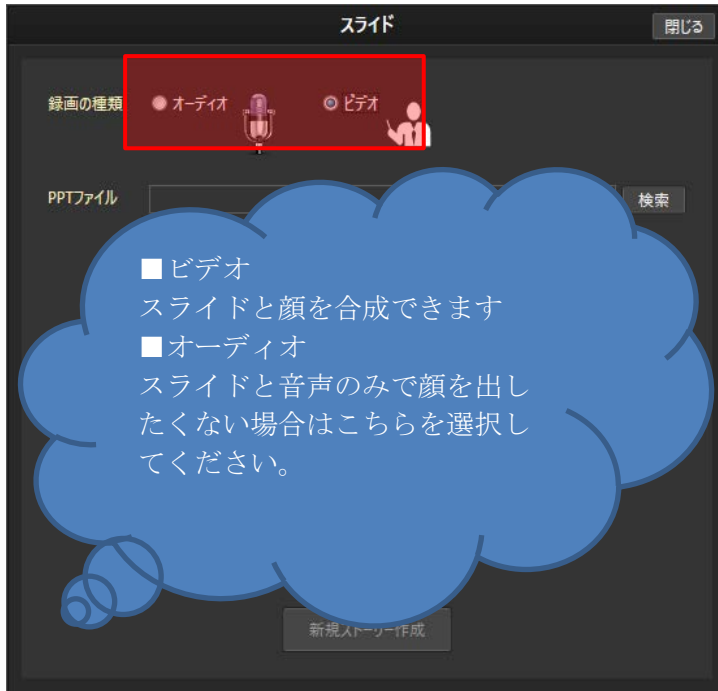 スライド
閉じる
録画の種類 オーディオ ビデオ
PPTファイル 検索
■ビデオ
スライドと顔を合成できます
■オーディオ
スライドと音声のみで顔を出し
たくない場合はこちらを選択し
てください。
新規ストーリー作成